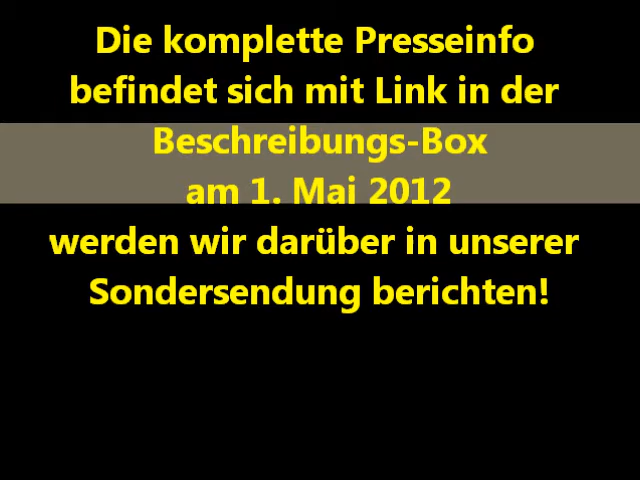 Die komplette Presseinfo
befindet sich mit Link in der
Beschreibungs-Box
am 1. Mai 2012
werden wir darüber in unserer
Sondersendung berichten!